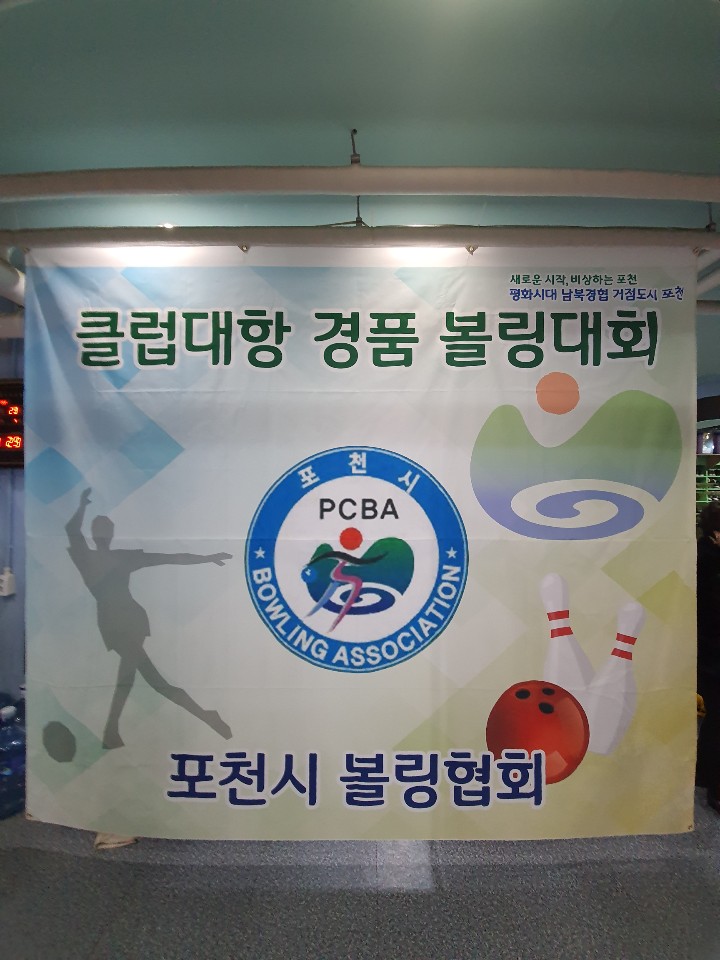 새로운 시작, 비상하는 포천
평화시대 남북경협 거점도시 포천
클럽대항 경품 볼링대회
포천시
PCBA
★ BOWLING ASSOCIATION ★
포천시 볼링협회